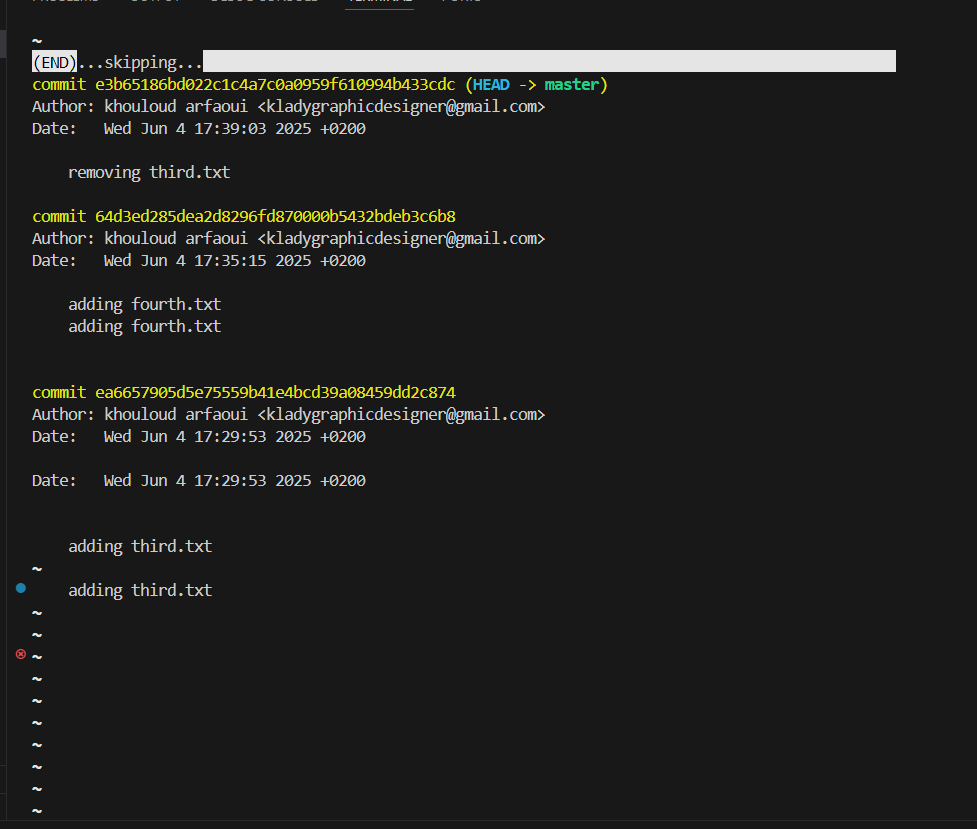 ~
(END)...skipping...
commit e3b65186bd022c1c4a7c0a0959f610994b433cdc (HEAD -> master)
Author: khouloud arfaoui <kladygraphicdesigner@gmail.com>
Date:   Wed Jun 4 17:39:03 2025 +0200
    removing third.txt
commit 64d3ed285dea2d8296fd870000b5432bdeb3c6b8
Author: khouloud arfaoui <kladygraphicdesigner@gmail.com>
Date:   Wed Jun 4 17:35:15 2025 +0200
    adding fourth.txt
    adding fourth.txt
commit ea6657905d5e75559b41e4bcd39a08459dd2c874
Author: khouloud arfaoui <kladygraphicdesigner@gmail.com>
Date:   Wed Jun 4 17:29:53 2025 +0200
Date:   Wed Jun 4 17:29:53 2025 +0200
    adding third.txt
~
    adding third.txt
~
~
~
~
~
~
~
~
~
~